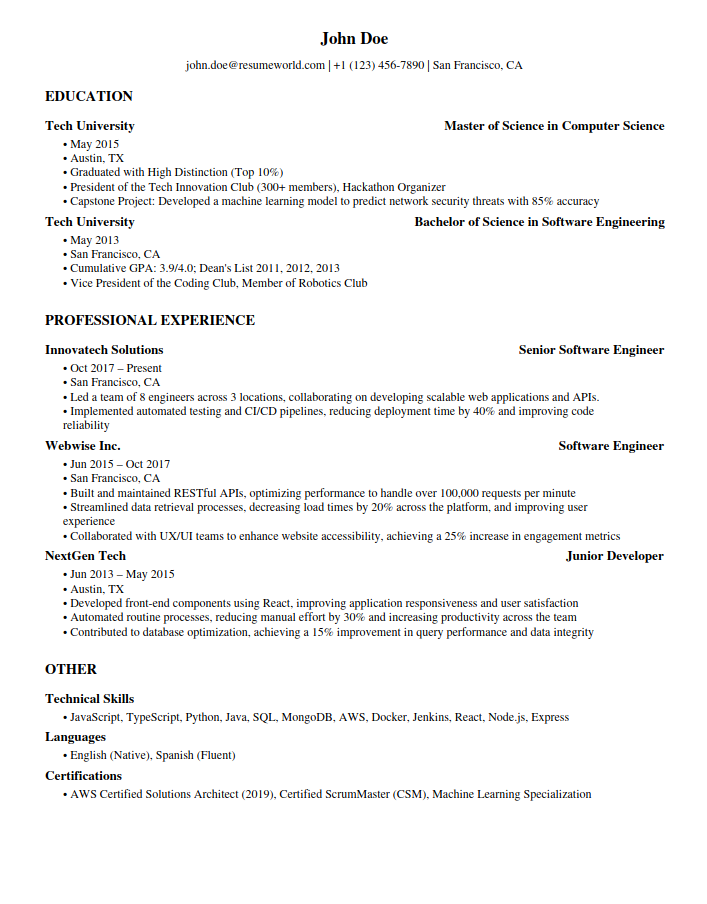 John Doe
john.doe@resumeworld.com | +1 (123) 456-7890 | San Francisco, CA
EDUCATION
Tech University Master of Science in Computer Science
• May 2015
• Austin, TX
• Graduated with High Distinction (Top 10%)
• President of the Tech Innovation Club (300+ members), Hackathon Organizer
• Capstone Project: Developed a machine learning model to predict network security threats with 85% accuracy
Tech University Bachelor of Science in Software Engineering
• May 2013
• San Francisco, CA
• Cumulative GPA: 3.9/4.0; Dean's List 2011, 2012, 2013
• Vice President of the Coding Club, Member of Robotics Club
PROFESSIONAL EXPERIENCE
Innovatech Solutions Senior Software Engineer
• Oct 2017 – Present
• San Francisco, CA
• Led a team of 8 engineers across 3 locations, collaborating on developing scalable web applications and APIs.
• Implemented automated testing and CI/CD pipelines, reducing deployment time by 40% and improving code
reliability
Webwise Inc. Software Engineer
• Jun 2015 – Oct 2017
• San Francisco, CA
• Built and maintained RESTful APIs, optimizing performance to handle over 100,000 requests per minute
• Streamlined data retrieval processes, decreasing load times by 20% across the platform, and improving user
experience
• Collaborated with UX/UI teams to enhance website accessibility, achieving a 25% increase in engagement metrics
NextGen Tech Junior Developer
• Jun 2013 – May 2015
• Austin, TX
• Developed front-end components using React, improving application responsiveness and user satisfaction
• Automated routine processes, reducing manual effort by 30% and increasing productivity across the team
• Contributed to database optimization, achieving a 15% improvement in query performance and data integrity
OTHER
Technical Skills
• JavaScript, TypeScript, Python, Java, SQL, MongoDB, AWS, Docker, Jenkins, React, Node.js, Express
Languages
• English (Native), Spanish (Fluent)
Certifications
• AWS Certified Solutions Architect (2019), Certified ScrumMaster (CSM), Machine Learning Specialization